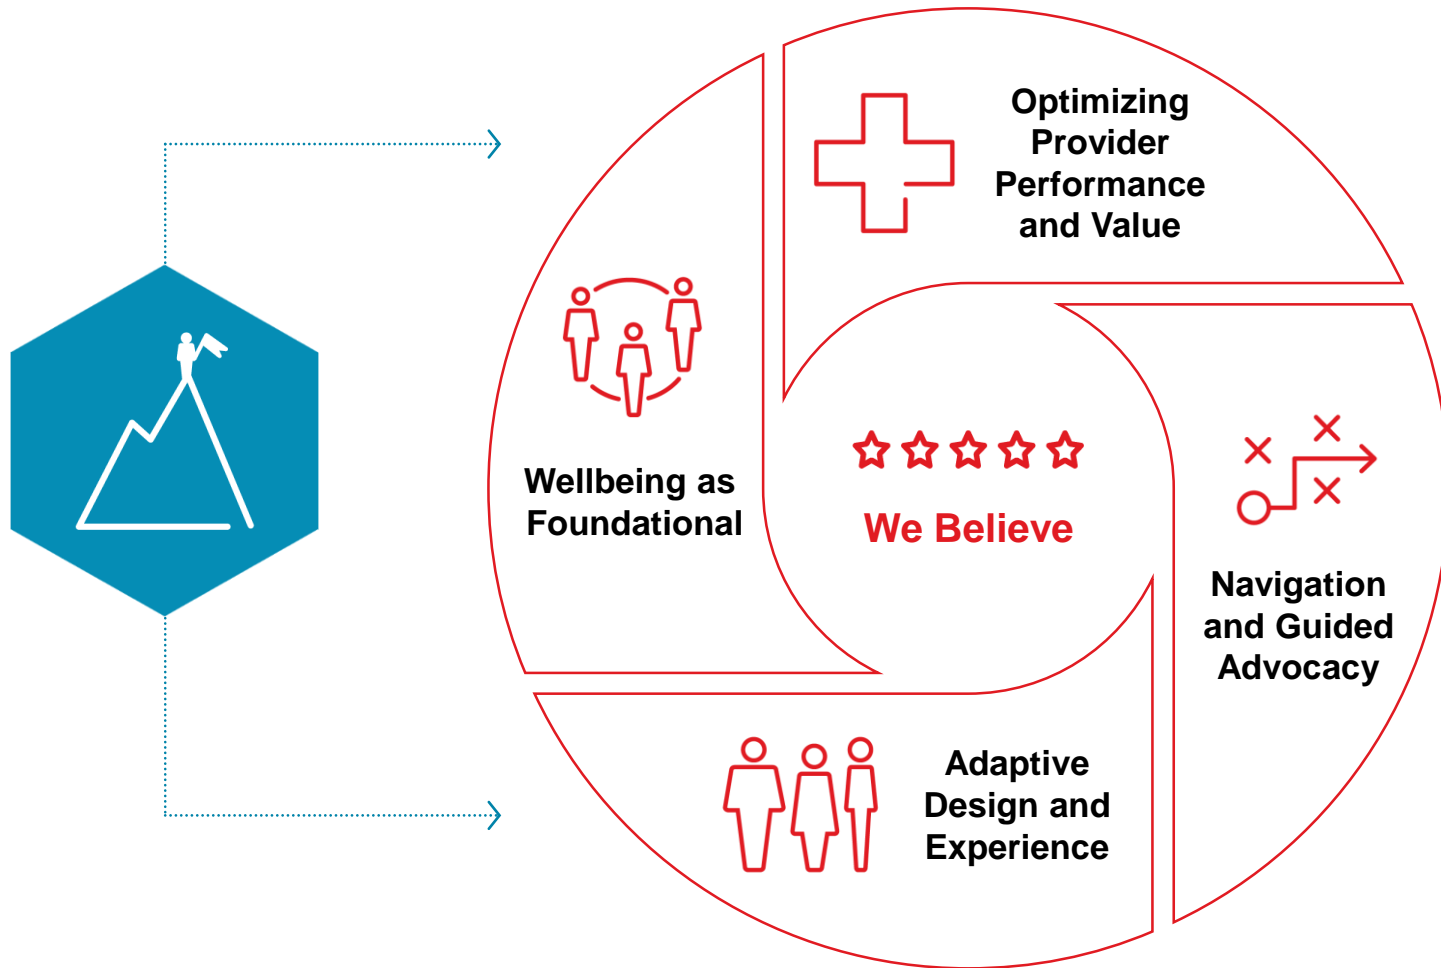 Optimizing
Provider
Performance
and Value
Wellbeing as
Foundational
We Believe
Navigation
and Guided
Advocacy
Adaptive
Design and
Experience